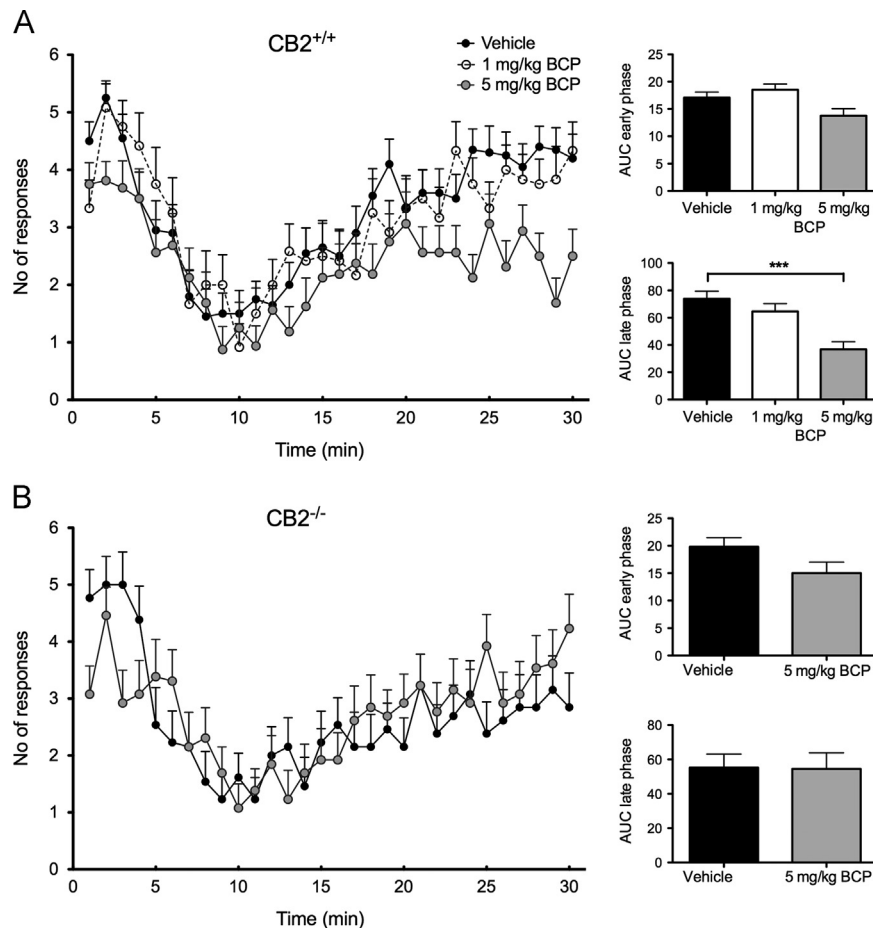 A
CB2+/+
Vehicle
1 mg/kg BCP
5 mg/kg BCP
No of responses
6
5
4
3
2
1
0
0 5 10 15 20 25 30
Time (min)
AUC early phase
25
20
15
10
5
0
Vehicle 1 mg/kg 5 mg/kg
BCP
AUC late phase
100
80
60
40
20
0
***
Vehicle 1 mg/kg 5 mg/kg
BCP
B
CB2-/-
No of responses
6
5
4
3
2
1
0
0 5 10 15 20 25 30
Time (min)
AUC early phase
25
20
15
10
5
0
Vehicle 5 mg/kg BCP
AUC late phase
80
60
40
20
0
Vehicle 5 mg/kg BCP